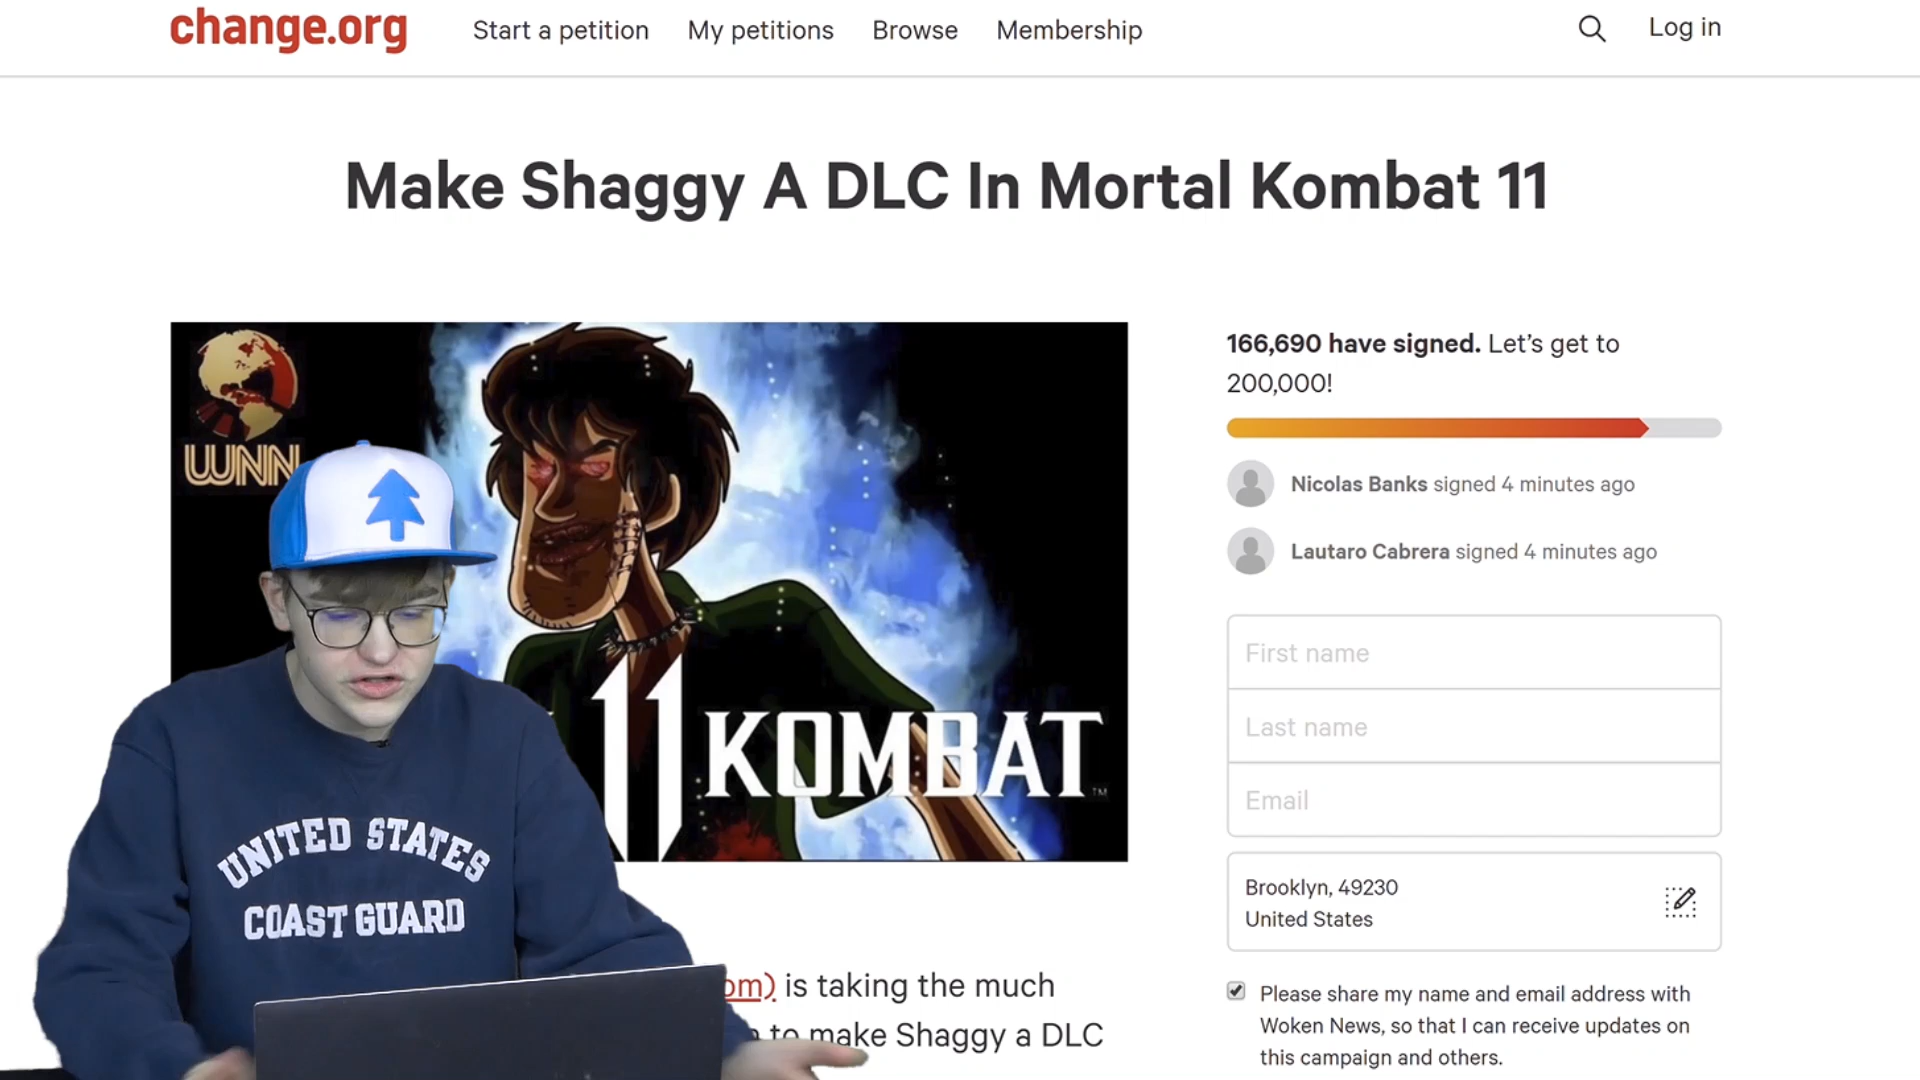 change.org
Start a petition
My petitions
Browse
Membership
Log in
Make Shaggy A DLC In Mortal Kombat 11
WNN
11 KOMBAT
TM
166,690 have signed. Let's get to
200,000!
Nicolas Banks signed 4 minutes ago
Lautaro Cabrera signed 4 minutes ago
First name
Last name
Email
Brooklyn, 49230
United States
Please share my name and email address with
Woken News, so that I can receive updates on
this campaign and others.
UNITED STATES
COAST GUARD
om) is taking the much
to make Shaggy a DLC